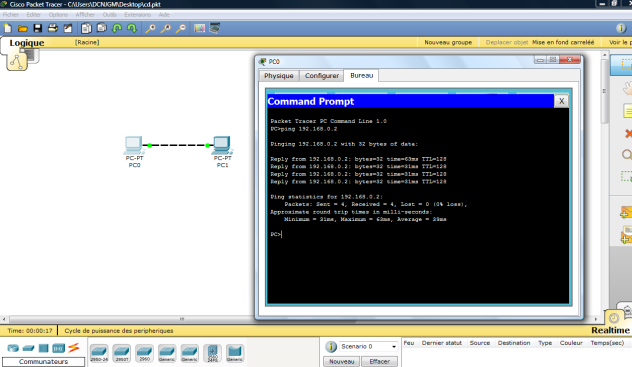 Cisco Packet Tracer - C:\Users\DCNJGM\Desktop\cd.pkt
Fichier Editer Options Afficher Outils Extensions Aide
Logique [Racine] Nouveau groupe Deplacer objet Mise en fond carreléé Voir le p
PC0
Physique Configurer Bureau
Command Prompt X
Packet Tracer PC Command Line 1.0
PC>ping 192.168.0.2
Pinging 192.168.0.2 with 32 bytes of data:
Reply from 192.168.0.2: bytes=32 time=63ms TTL=128
Reply from 192.168.0.2: bytes=32 time=31ms TTL=128
Reply from 192.168.0.2: bytes=32 time=31ms TTL=128
Reply from 192.168.0.2: bytes=32 time=31ms TTL=128
Ping statistics for 192.168.0.2:
Packets: Sent = 4, Received = 4, Lost = 0 (0% loss),
Approximate round trip times in milli-seconds:
Minimum = 31ms, Maximum = 63ms, Average = 39ms
PC>
PC-PT
PC0
PC-PT
PC1
Time: 00:00:17 Cycle de puissance des peripheriques Realtime
Communateurs
2950-24 2950T 2960 Generic Generic Generic
Scenario 0
Nouveau Effacer
Feu Dernier statut Source Destination Type Couleur Temps(sec)